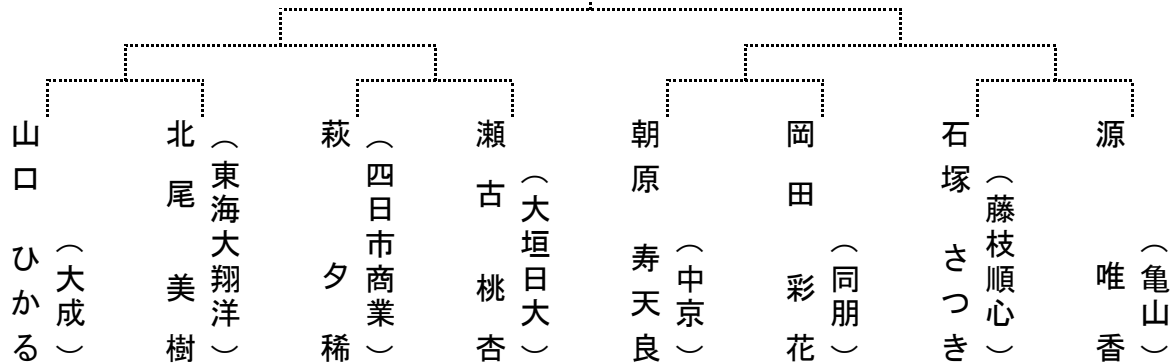 山口 ひかる
（大成）
北尾 美樹
（東海大翔洋）
萩 夕稀
（四日市商業）
瀬古 桃杏
（大垣日大）
朝原 寿天良
（中京）
岡田 彩花
（同朋）
石塚 さつき
（藤枝順心）
源 唯香
（亀山）